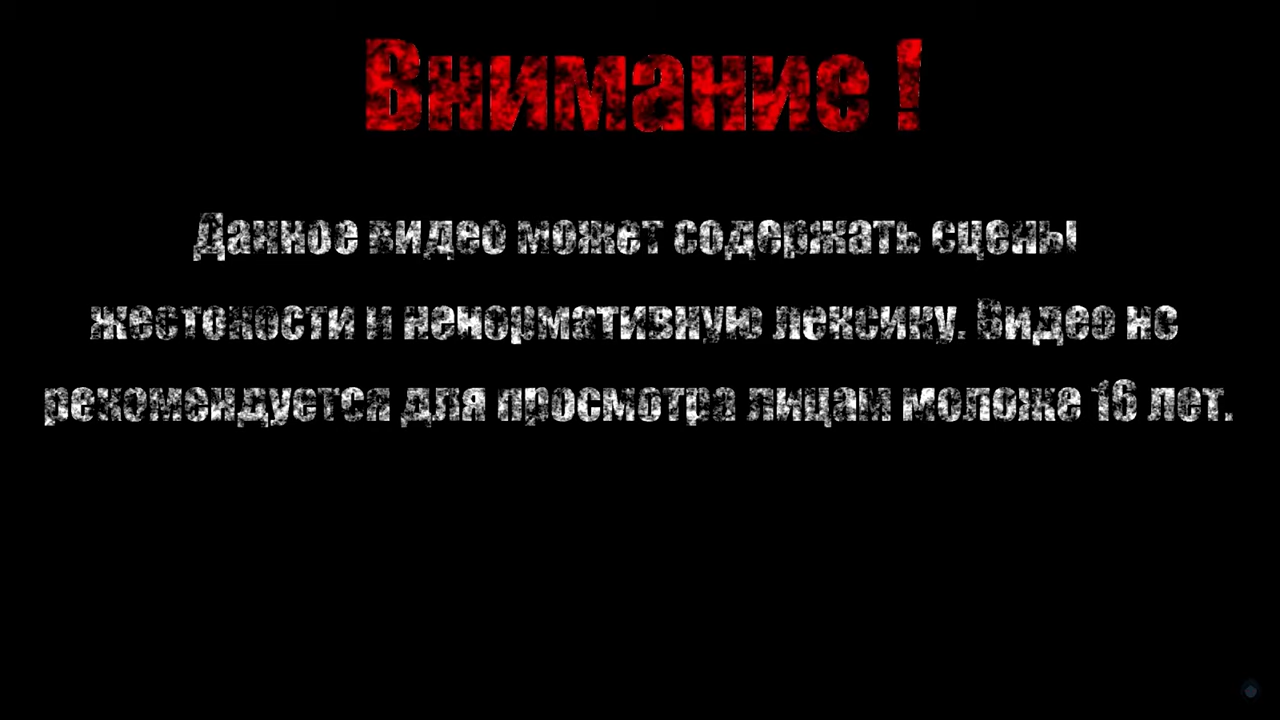 Внимание !
Данное видео может содержать сцены
жестокости и ненормативную лексику. Видео не
рекомендуется для просмотра лицам моложе 16 лет.